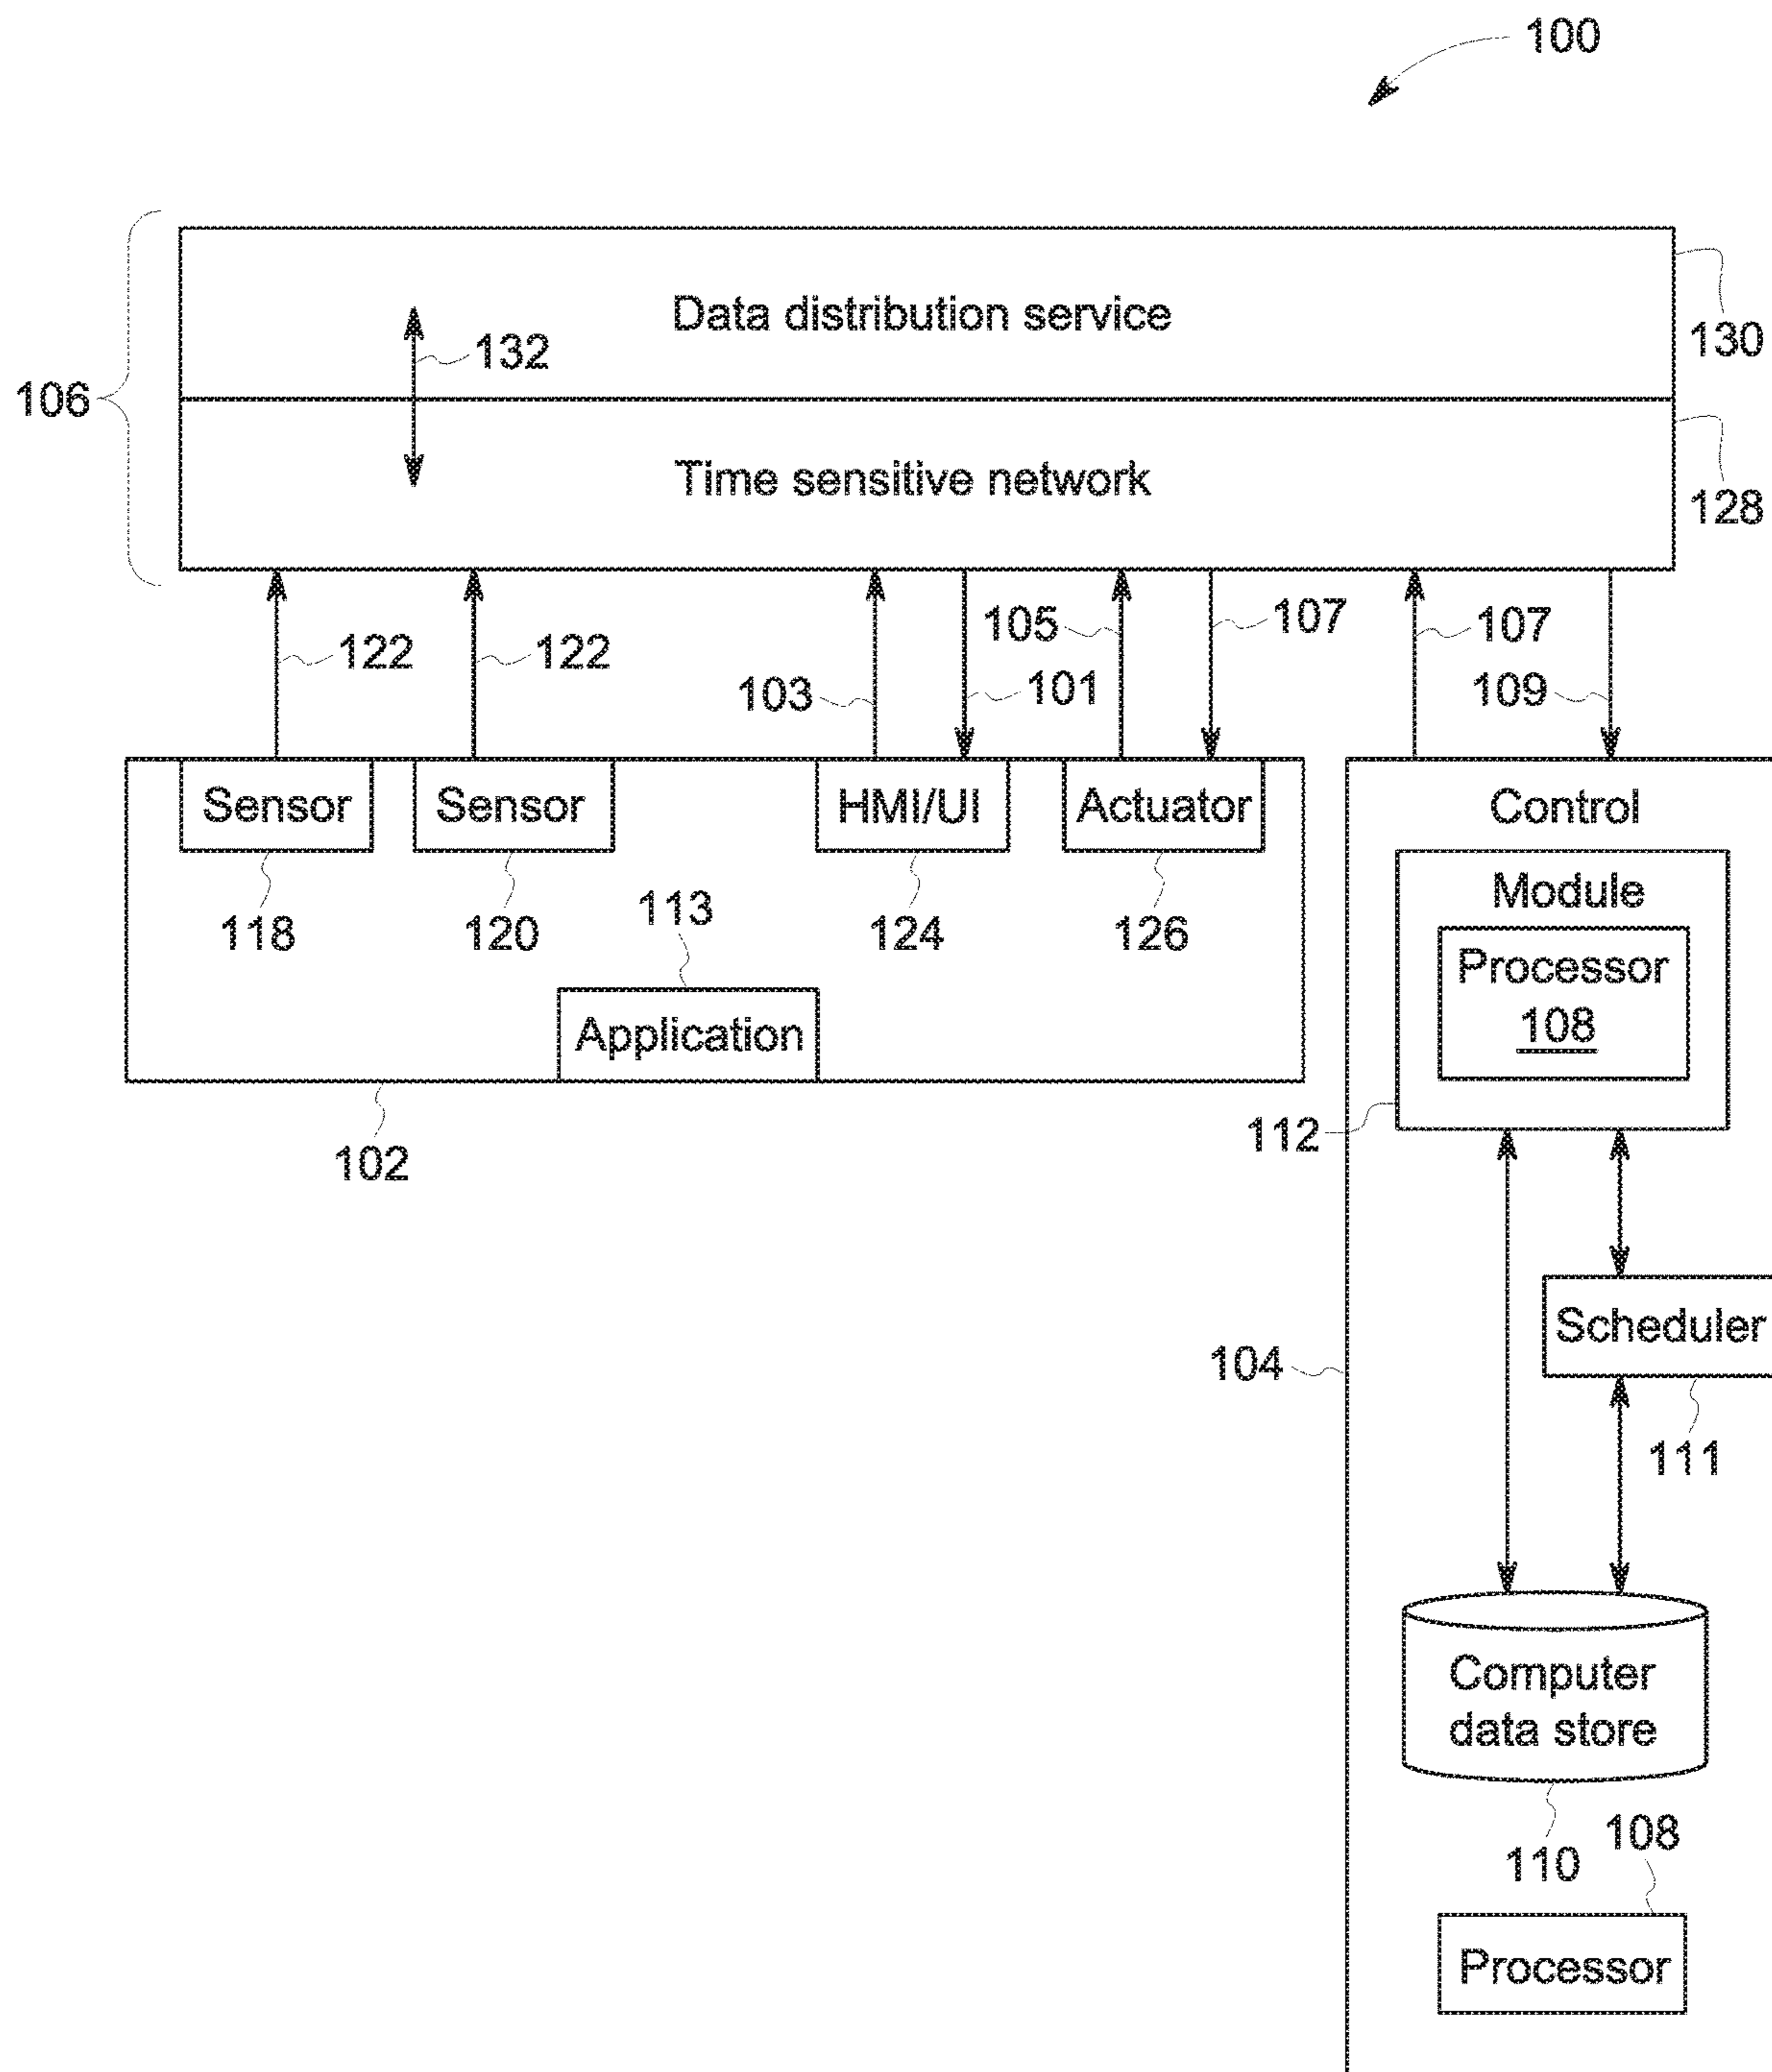 100
Data distribution service
130
132
106
Time sensitive network
128
122
122
103
101
105
107
107
109
Sensor
Sensor
HMI/UI
Actuator
Control
118
120
113
124
126
Module
Processor
108
Application
102
112
Scheduler
104
111
Computer
data store
110
108
Processor